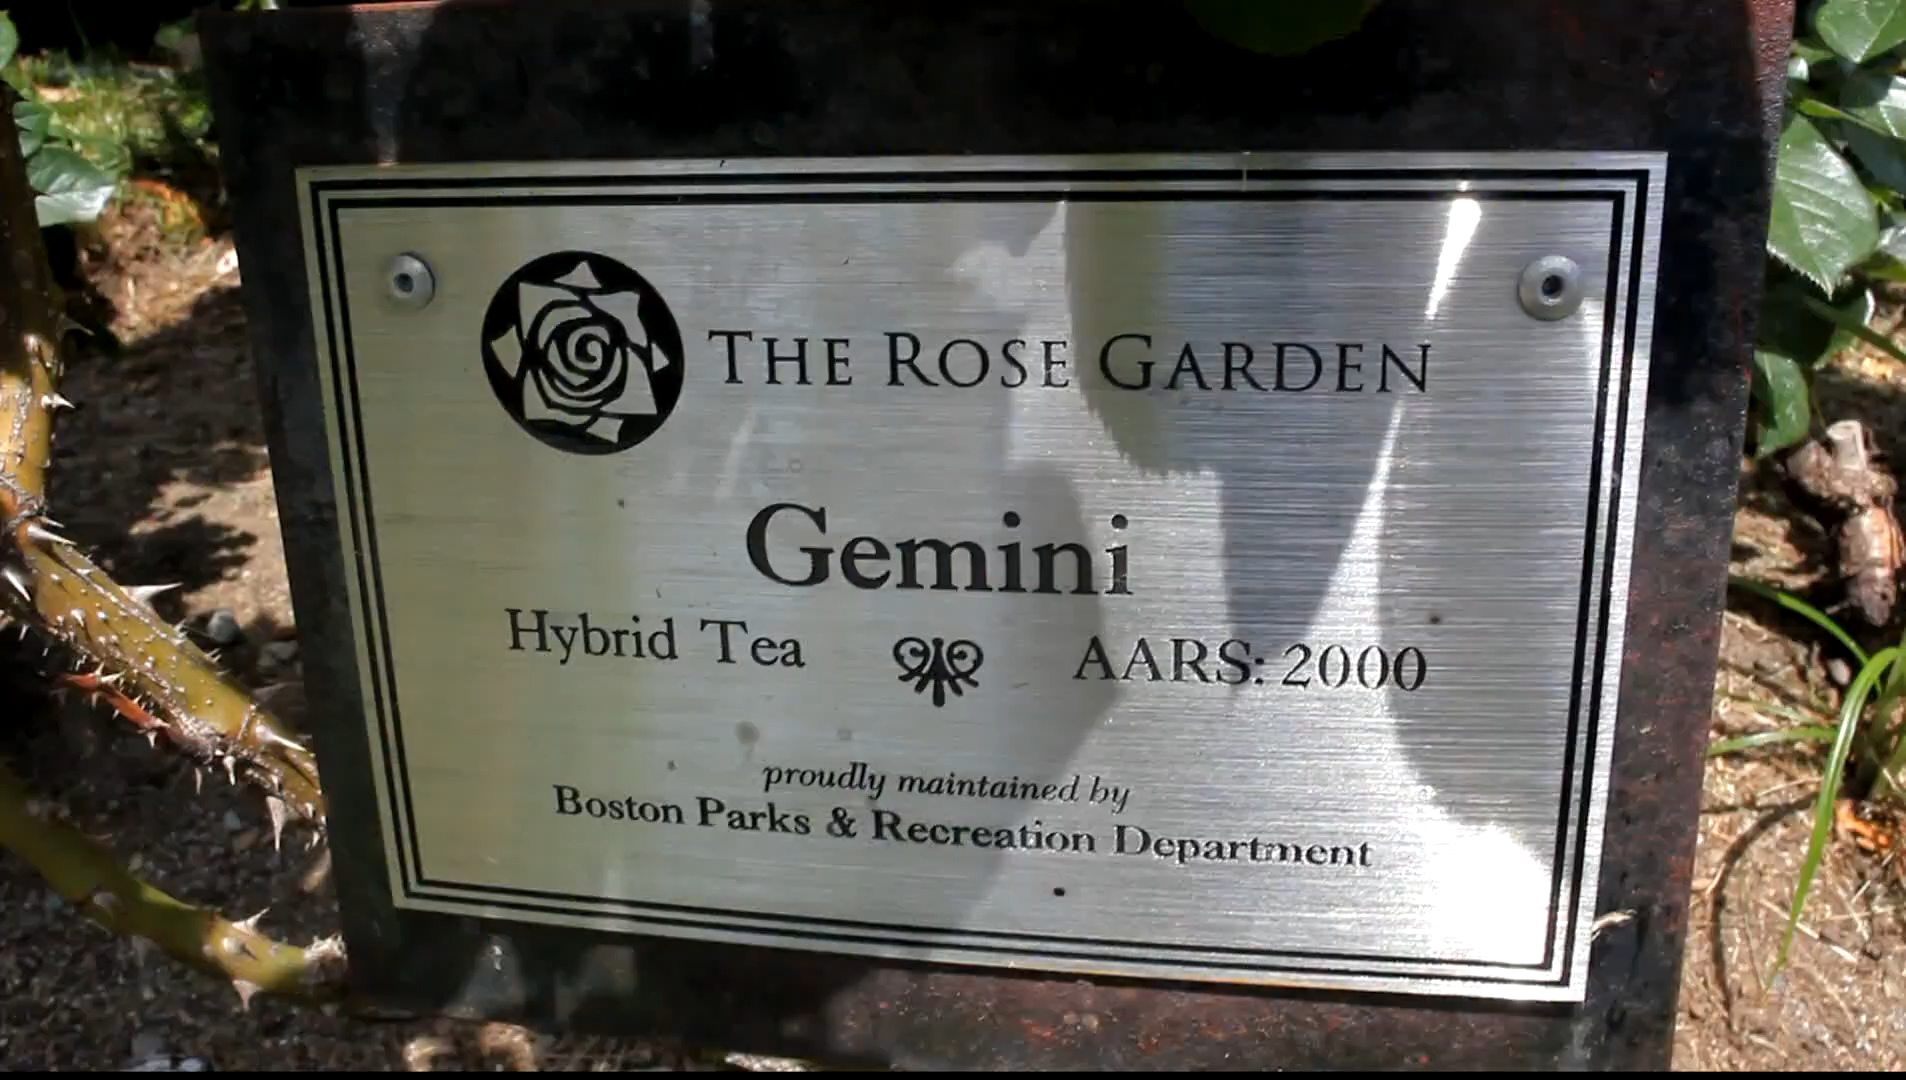 THE ROSE GARDEN
Gemini
Hybrid Tea AARS: 2000
proudly maintained by
Boston Parks & Recreation Department